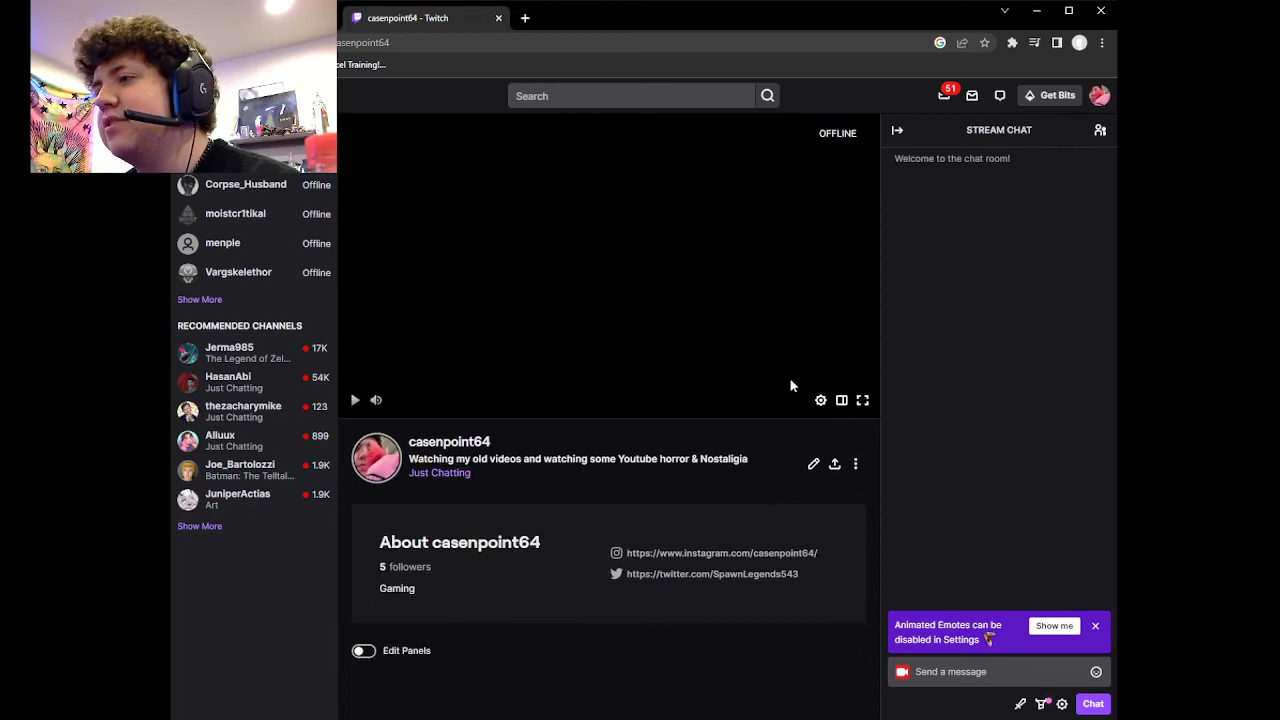 casenpoint64 - Twitch
asenpoint64
cel Training!...
Search
51
Get Bits
OFFLINE
STREAM CHAT
Welcome to the chat room!
Corpse_Husband Offline
moistcr1tikal Offline
menple Offline
Vargskelethor Offline
Show More
RECOMMENDED CHANNELS
Jerma985 17K
The Legend of Zel...
HasanAbi 54K
Just Chatting
thezacharymike 123
Just Chatting
Alluux 899
Just Chatting
Joe_Bartolozzi 1.9K
Batman: The Telltal...
JuniperActias 1.9K
Art
Show More
casenpoint64
Watching my old videos and watching some Youtube horror & Nostaligia
Just Chatting
About casenpoint64
5 followers
Gaming
https://www.instagram.com/casenpoint64/
https://twitter.com/SpawnLegends543
Edit Panels
Animated Emotes can be
disabled in Settings
Show me
Send a message
Chat